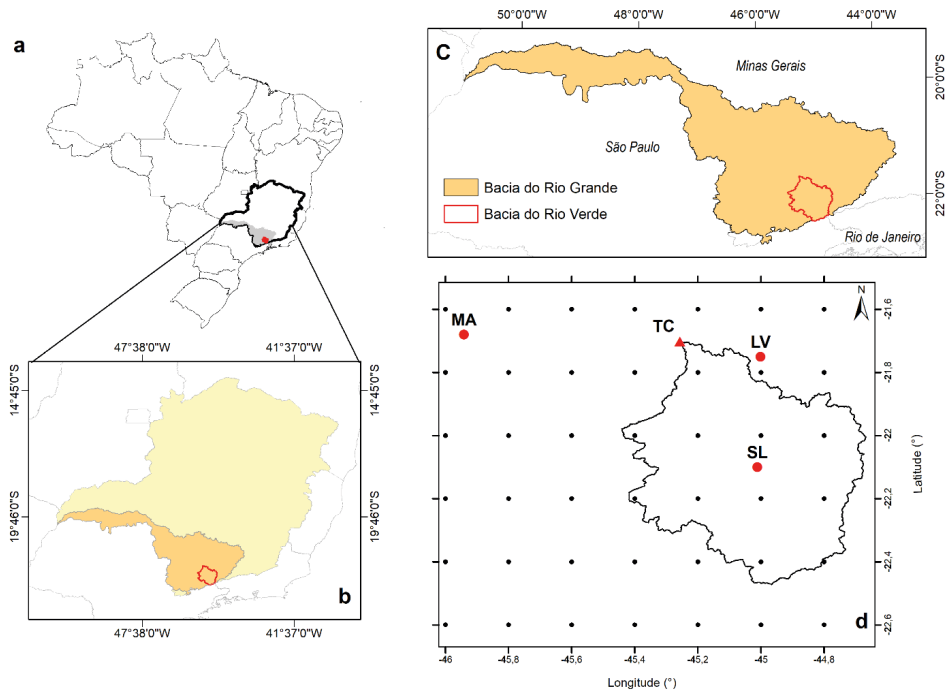 a
47°38'0"W 41°37'0"W
14°45'0"S 14°45'0"S
19°46'0"S 19°46'0"S
b
47°38'0"W 41°37'0"W
50°0'0"W 48°0'0"W 46°0'0"W 44°0'0"W
C
Minas Gerais
20°0'0"S
São Paulo
Bacia do Rio Grande
22°0'0"S
Bacia do Rio Verde
Rio de Janeiro
N
-21,6
MA
TC
LV
-21,8
-22
SL
Latitude (°)
-22,2
-22,4
d
-22,6
-46 -45,8 -45,6 -45,4 -45,2 -45 -44,8
Longitude (°)